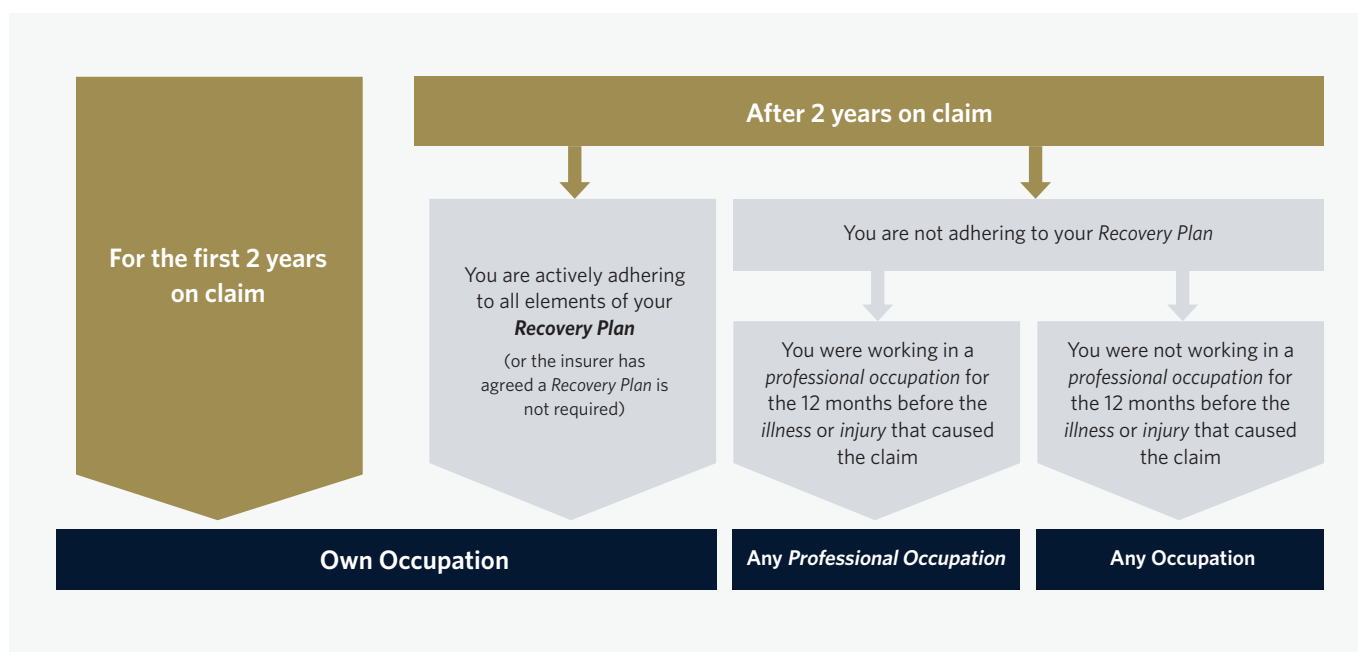 For the first 2 years
on claim
After 2 years on claim
You are actively adhering
to all elements of your
Recovery Plan
(or the insurer has
agreed a Recovery Plan is
not required)
You are not adhering to your Recovery Plan
You were working in a
professional occupation for
the 12 months before the
illness or injury that caused
the claim
You were not working in a
professional occupation for
the 12 months before the
illness or injury that caused
the claim
Own Occupation
Any Professional Occupation
Any Occupation